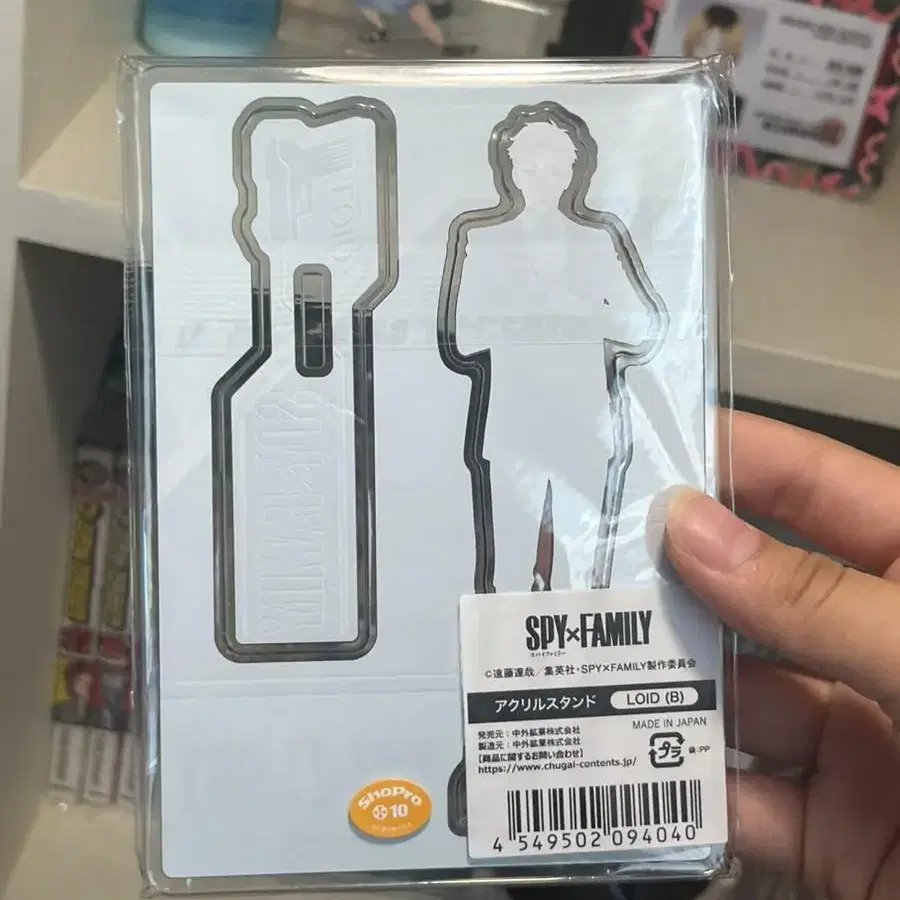 SPY×FAMILY
スパイファミリー
©遠藤達哉／集英社・SPY×FAMILY製作委員会
アクリルスタンド LOID (B)
MADE IN JAPAN
発売元：中外鉱業株式会社
製造元：中外鉱業株式会社
【商品に関するお問い合わせ】
https://www.chugai-contents.jp/
プラ 袋:PP
4 549502 094040
ShoPro
10